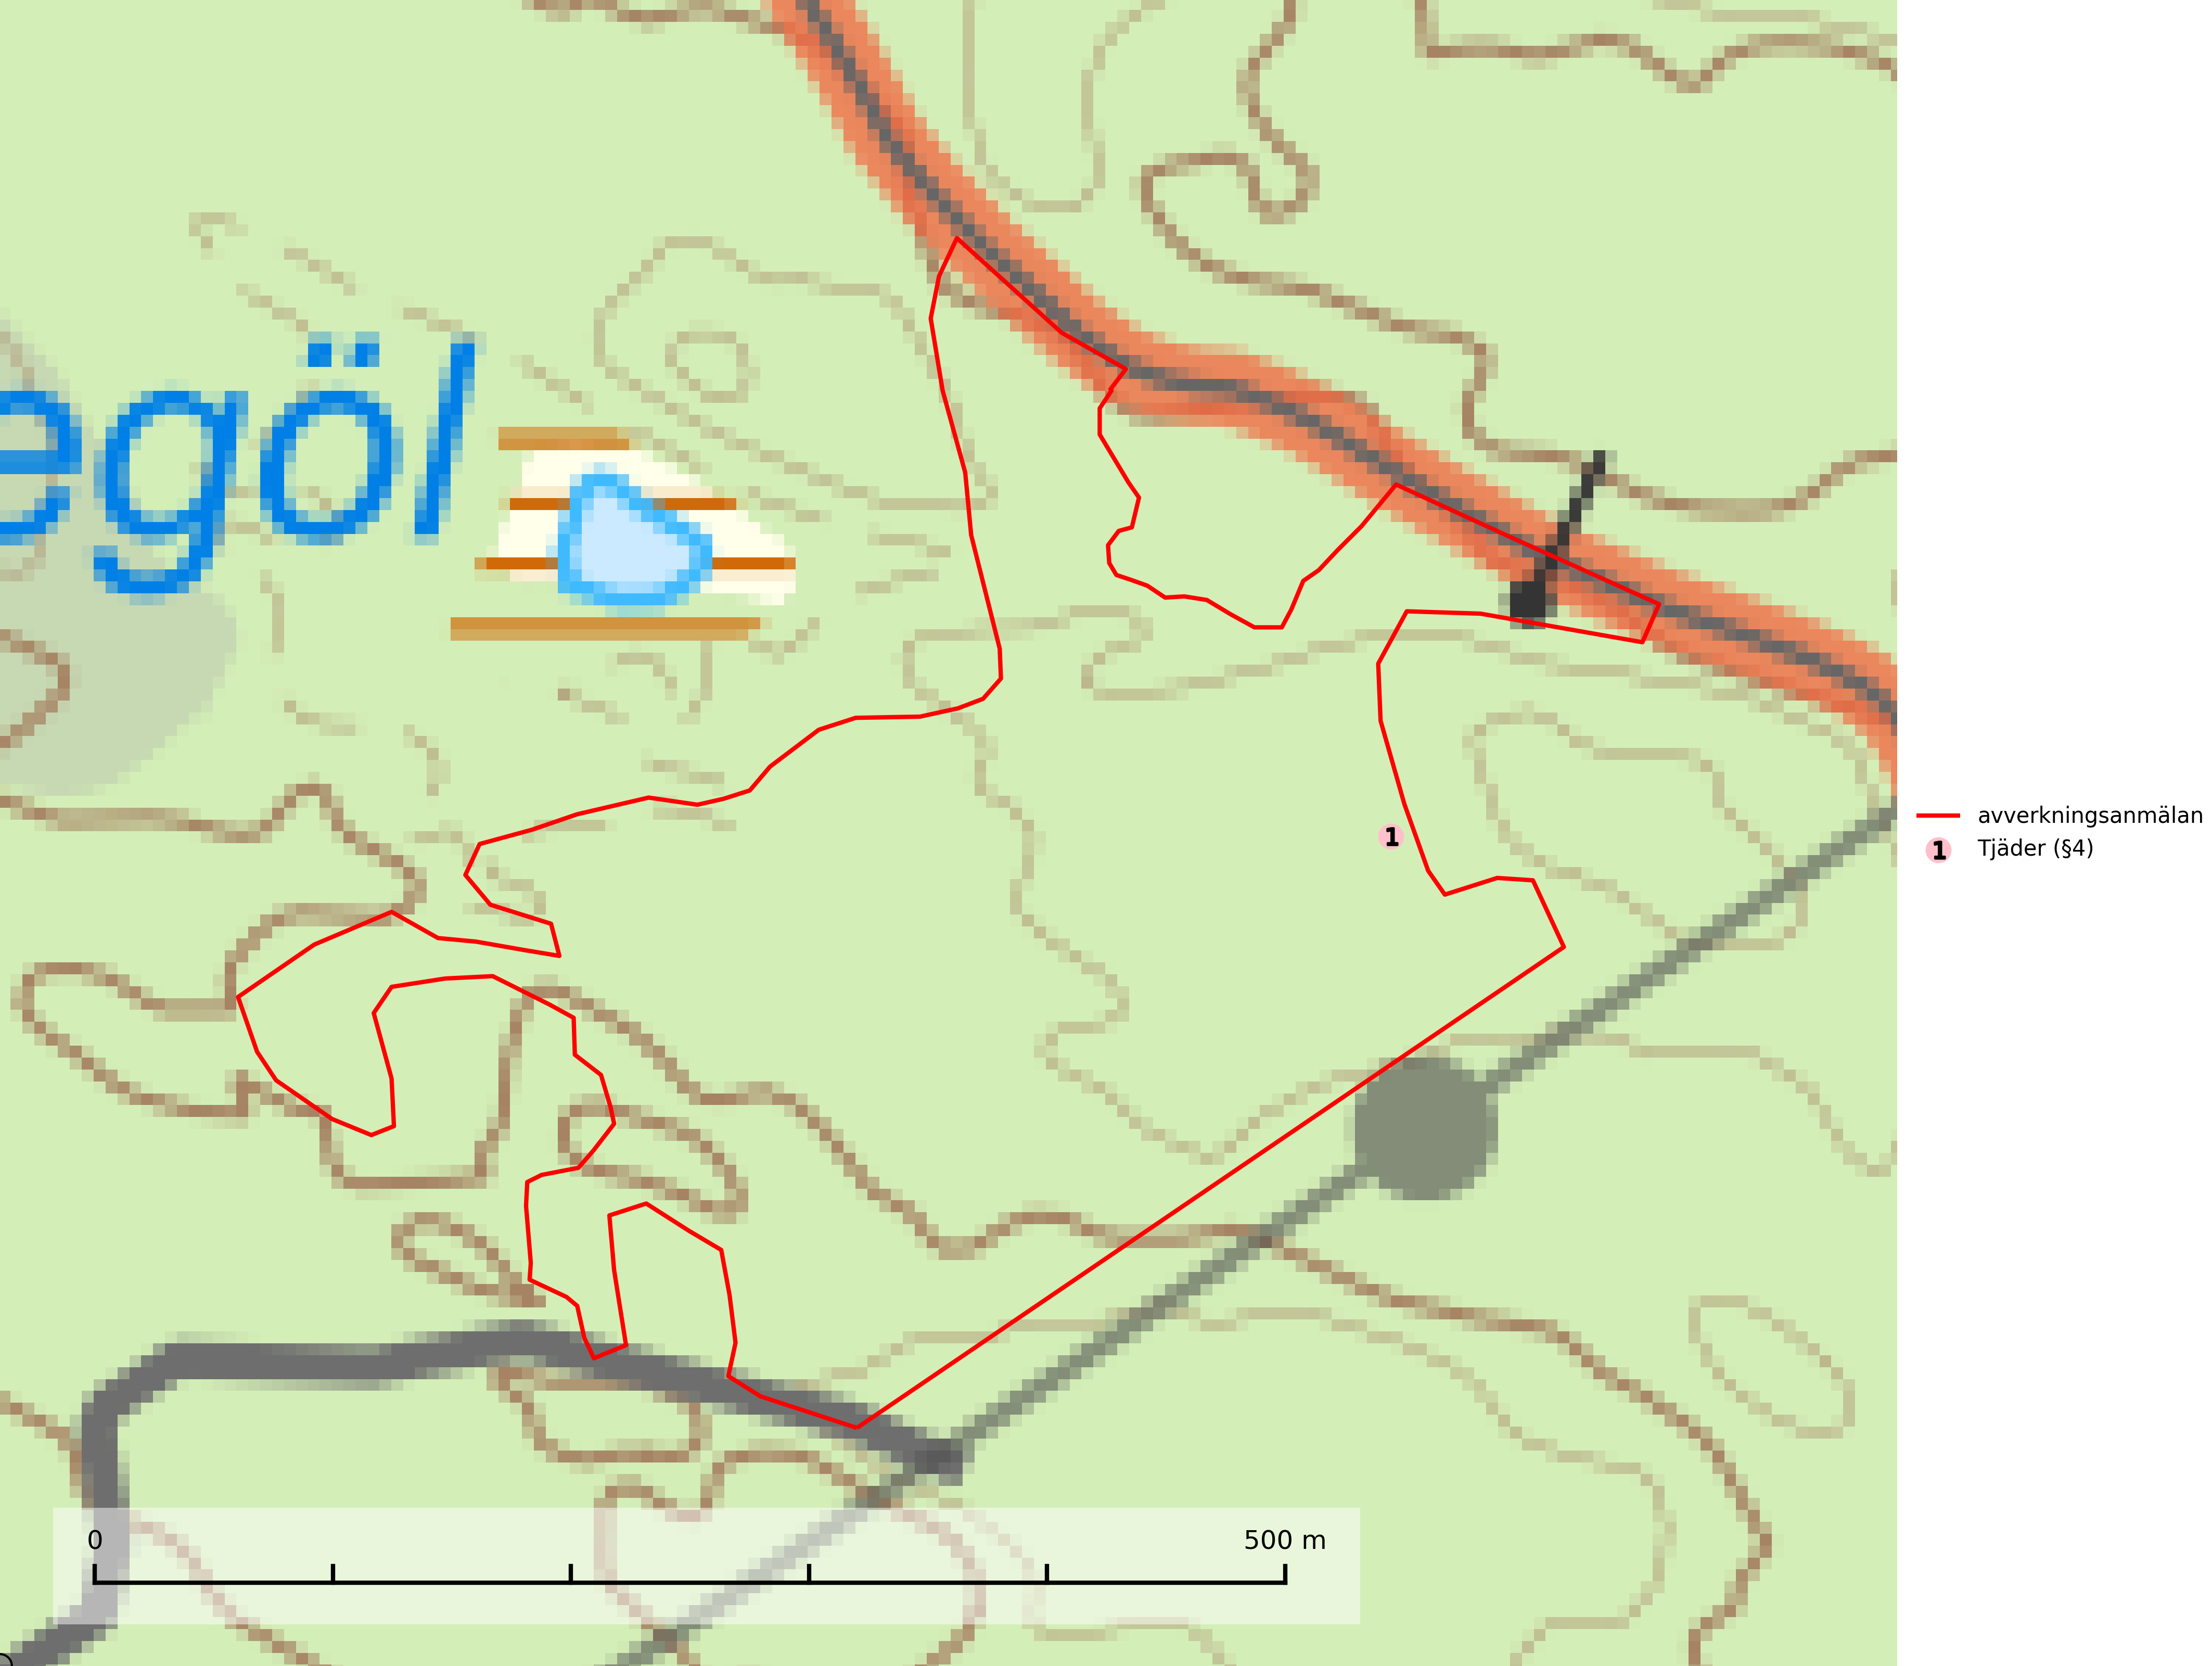 egöl
1
avverkningsanmälan
1 Tjäder (§4)
0 500 m